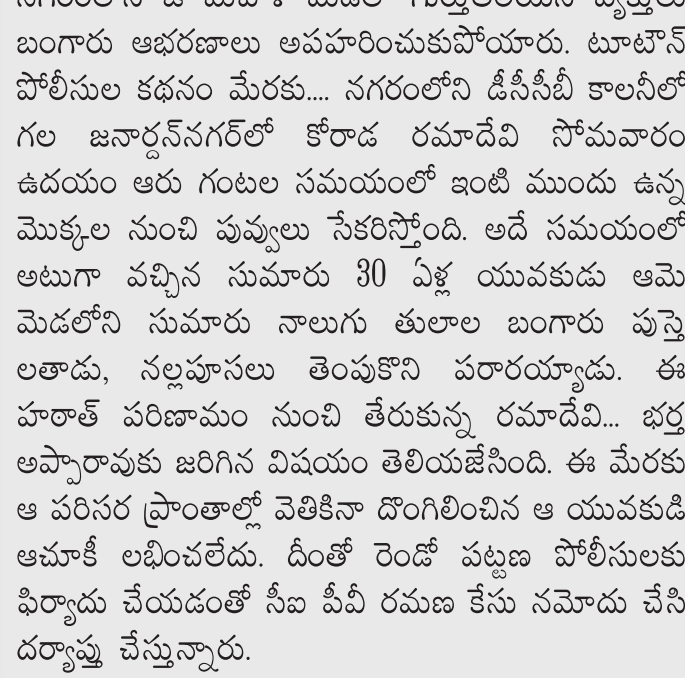 బంగారు ఆభరణాలు అపహరించుకుపోయారు. టూటౌన్
పోలీసుల కథనం మేరకు.... నగరంలోని డీసీసీబీ కాలనీలో
గల జనార్దన్‌నగర్‌లో కోరాడ రమాదేవి సోమవారం
ఉదయం ఆరు గంటల సమయంలో ఇంటి ముందు ఉన్న
మొక్కల నుంచి పువ్వులు సేకరిస్తోంది. అదే సమయంలో
అటుగా వచ్చిన సుమారు 30 ఏళ్ల యువకుడు ఆమె
మెడలోని సుమారు నాలుగు తులాల బంగారు పుస్తె
లతాడు, నల్లపూసలు తెంపుకొని పరారయ్యాడు. ఈ
హఠాత్ పరిణామం నుంచి తేరుకున్న రమాదేవి... భర్త
అప్పారావుకు జరిగిన విషయం తెలియజేసింది. ఈ మేరకు
ఆ పరిసర ప్రాంతాల్లో వెతికినా దొంగిలించిన ఆ యువకుడి
ఆచూకీ లభించలేదు. దీంతో రెండో పట్టణ పోలీసులకు
ఫిర్యాదు చేయడంతో సీఐ పీవీ రమణ కేసు నమోదు చేసి
దర్యాప్తు చేస్తున్నారు.